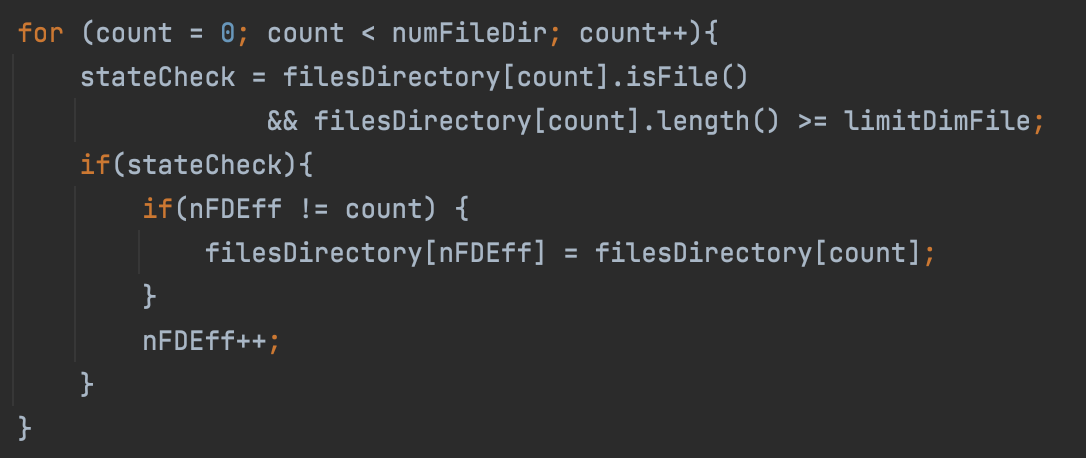 for (count = 0; count < numFileDir; count++){
    stateCheck = filesDirectory[count].isFile()
                && filesDirectory[count].length() >= limitDimFile;
    if(stateCheck){
        if(nFDEff != count) {
            filesDirectory[nFDEff] = filesDirectory[count];
        }
        nFDEff++;
    }
}